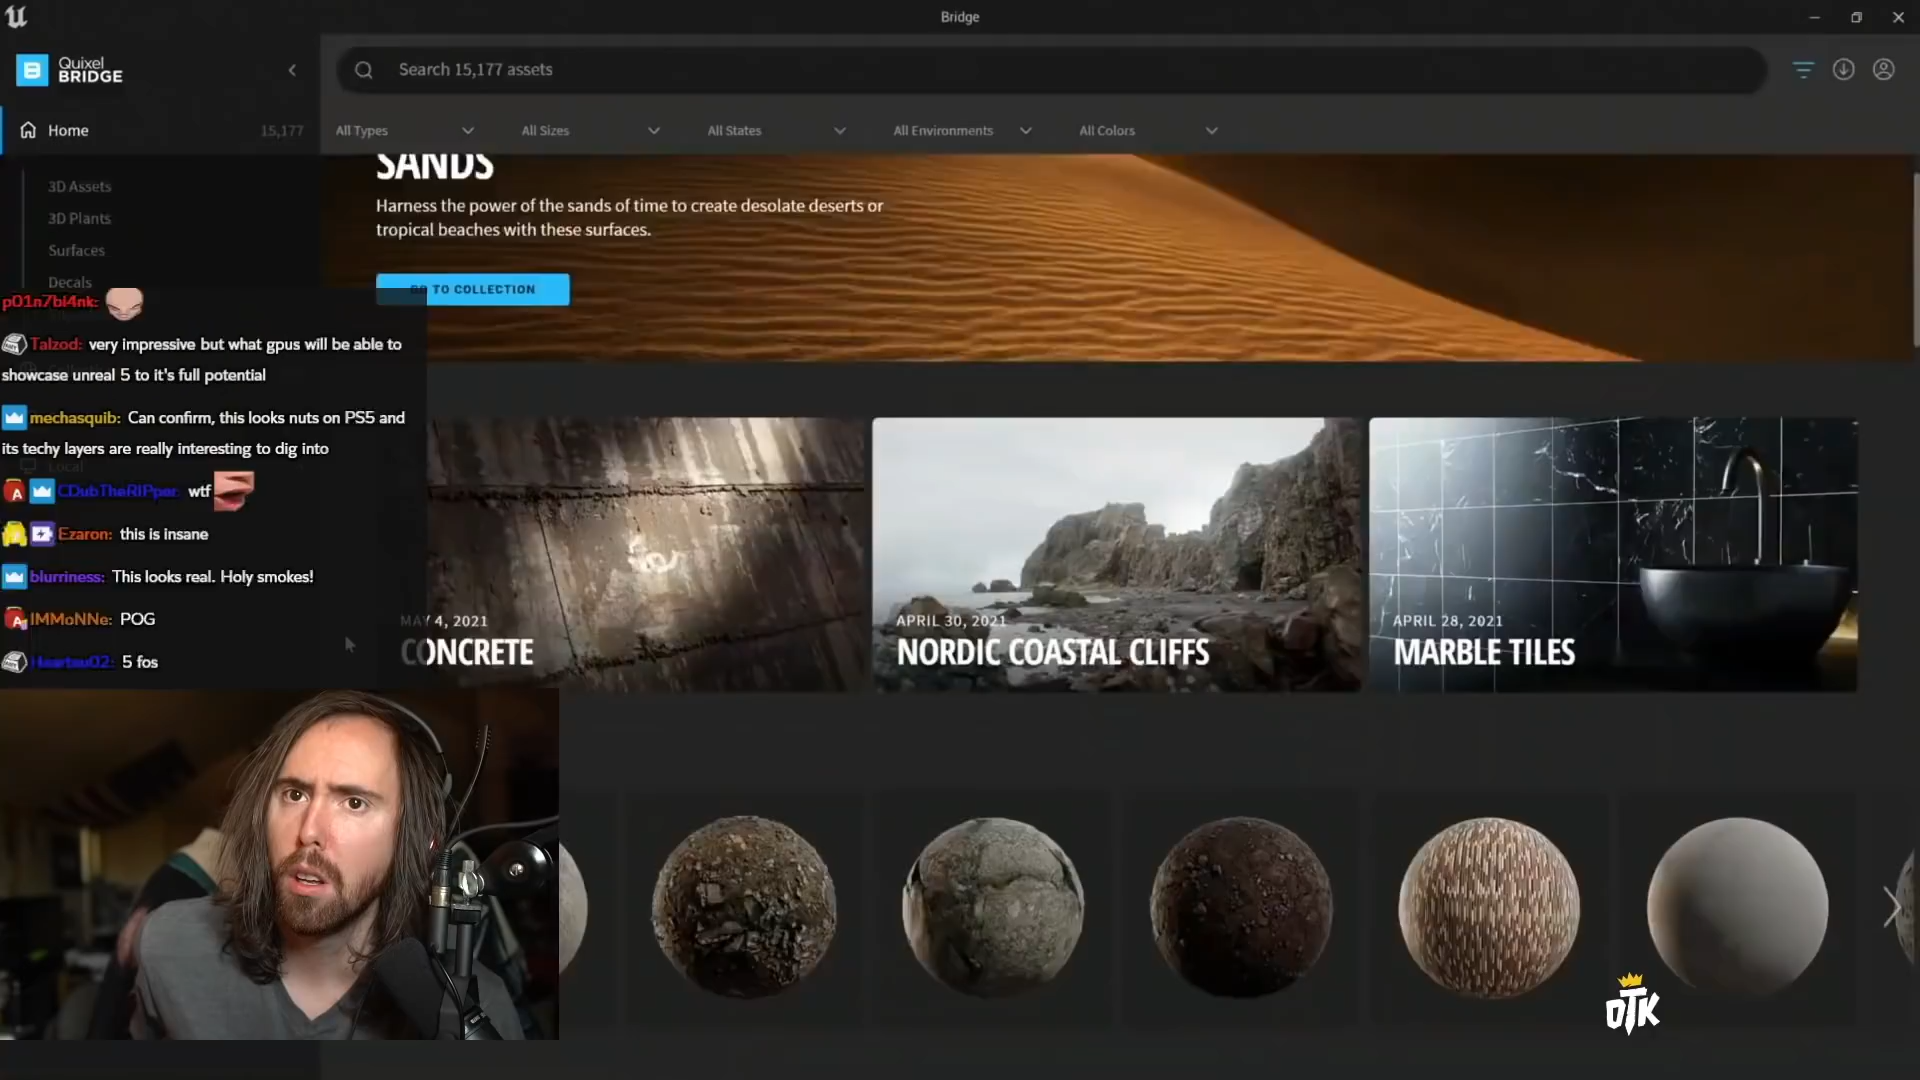 Bridge
Quixel
BRIDGE
Search 15,177 assets
Home 15,177
All Types
All Sizes
All States
All Environments
All Colors
3D Assets
3D Plants
Surfaces
Decals
SANDS
Harness the power of the sands of time to create desolate deserts or
tropical beaches with these surfaces.
GO TO COLLECTION
p01n7bl4nk:
Talzod: very impressive but what gpus will be able to
showcase unreal 5 to it's full potential
mechasquib: Can confirm, this looks nuts on PS5 and
its techy layers are really interesting to dig into
Local
CDubTheRIPper: wtf
Ezaron: this is insane
blurriness: This looks real. Holy smokes!
IMMoNNe: POG
5 fos
MAY 4, 2021
CONCRETE
APRIL 30, 2021
NORDIC COASTAL CLIFFS
APRIL 28, 2021
MARBLE TILES
OTK